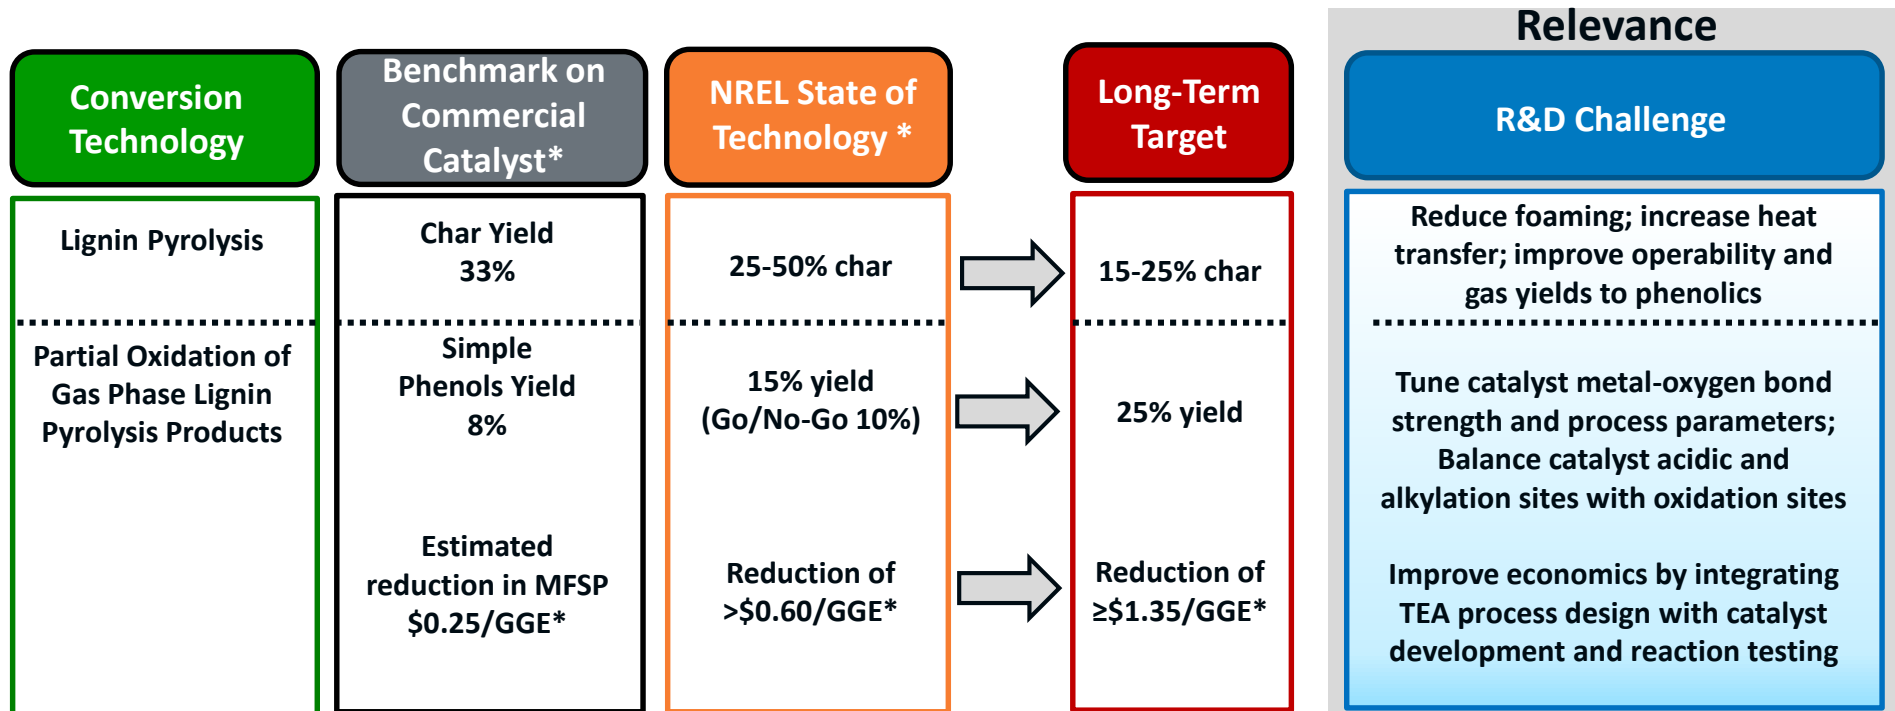 Relevance
Conversion
Technology
Benchmark on
Commercial
Catalyst*
NREL State of
Technology *
Long-Term
Target
R&D Challenge
Lignin Pyrolysis
Char Yield
33%
25-50% char
15-25% char
Reduce foaming; increase heat
transfer; improve operability and
gas yields to phenolics
Partial Oxidation of
Gas Phase Lignin
Pyrolysis Products
Simple
Phenols Yield
8%
15% yield
(Go/No-Go 10%)
25% yield
Tune catalyst metal-oxygen bond
strength and process parameters;
Balance catalyst acidic and
alkylation sites with oxidation sites
Estimated
reduction in MFSP
$0.25/GGE*
Reduction of
>$0.60/GGE*
Reduction of
≥$1.35/GGE*
Improve economics by integrating
TEA process design with catalyst
development and reaction testing